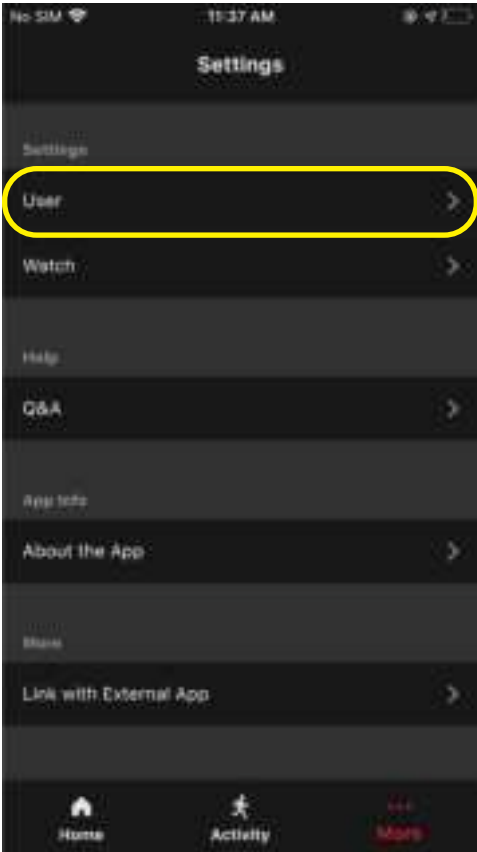 No SIM 11:37 AM
Settings
Settings
User
Watch
Help
Q&A
App Info
About the App
More
Link with External App
Home Activity More